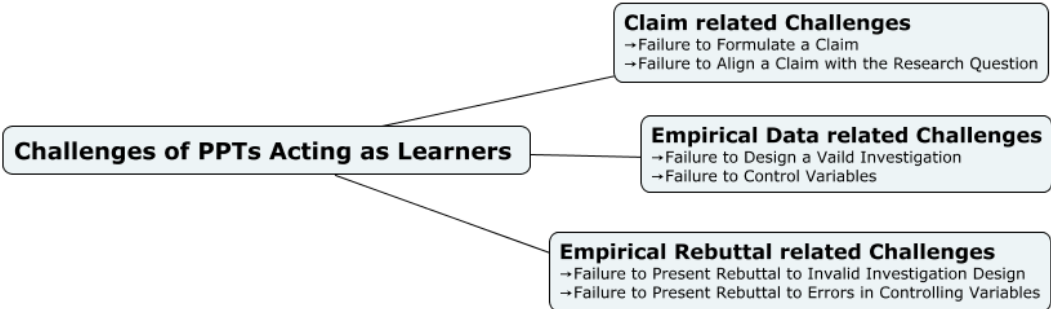 Claim related Challenges
→Failure to Formulate a Claim
→Failure to Align a Claim with the Research Question
Challenges of PPTs Acting as Learners
Empirical Data related Challenges
→Failure to Design a Vaild Investigation
→Failure to Control Variables
Empirical Rebuttal related Challenges
→Failure to Present Rebuttal to Invalid Investigation Design
→Failure to Present Rebuttal to Errors in Controlling Variables